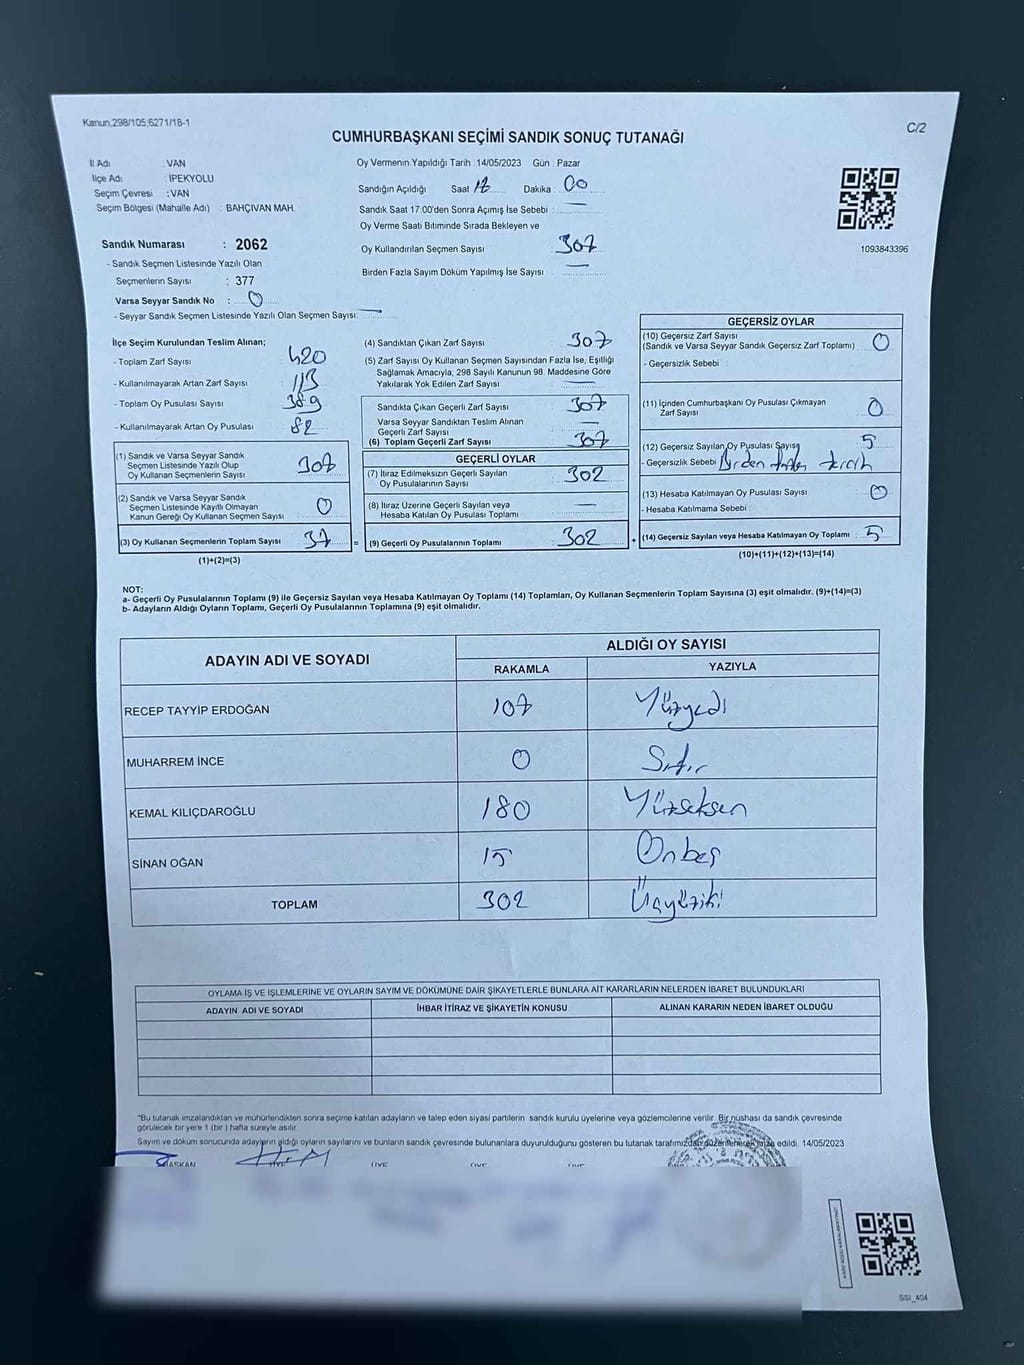 Kanun,298/105,6271/18-1
C/2
CUMHURBAŞKANI SEÇİMİ SANDIK SONUÇ TUTANAĞI
İl Adı : VAN
İlçe Adı : İPEKYOLU
Seçim Çevresi : VAN
Seçim Bölgesi (Mahalle Adı) : BAHÇIVAN MAH.
Sandık Numarası : 2062
- Sandık Seçmen Listesinde Yazılı Olan
Seçmenlerin Sayısı : 377
Varsa Seyyar Sandık No : 0
- Seyyar Sandık Seçmen Listesinde Yazılı Olan Seçmen Sayısı: —
Oy Vermenin Yapıldığı Tarih : 14/05/2023 Gün : Pazar
Sandığın Açıldığı Saat Dakika : 00
Sandık Saat 17:00'den Sonra Açımış İse Sebebi : —
Oy Verme Saati Bitiminde Sırada Bekleyen ve
Oy Kullandırılan Seçmen Sayısı 307
Birden Fazla Sayım Döküm Yapılmış İse Sayısı —
1093843396
İlçe Seçim Kurulundan Teslim Alınan;
- Toplam Zarf Sayısı 420
- Kullanılmayarak Artan Zarf Sayısı 113
- Toplam Oy Pusulası Sayısı 389
- Kullanılmayarak Artan Oy Pusulası 82
(1) Sandık ve Varsa Seyyar Sandık
Seçmen Listesinde Yazılı Olup
Oy Kullanan Seçmenlerin Sayısı 307
(2) Sandık ve Varsa Seyyar Sandık
Seçmen Listesinde Kayıtlı Olmayan
Kanun Gereği Oy Kullanan Seçmen Sayısı 0
(3) Oy Kullanan Seçmenlerin Toplam Sayısı 37 =
(1)+(2)=(3)
(4) Sandıktan Çıkan Zarf Sayısı 307
(5) Zarf Sayısı Oy Kullanan Seçmen Sayısından Fazla İse, Eşitliği
Sağlamak Amacıyla, 298 Sayılı Kanunun 98. Maddesine Göre
Yakılarak Yok Edilen Zarf Sayısı —
Sandıkta Çıkan Geçerli Zarf Sayısı 307
Varsa Seyyar Sandıktan Teslim Alınan
Geçerli Zarf Sayısı —
(6) Toplam Geçerli Zarf Sayısı 307
GEÇERLİ OYLAR
(7) İtiraz Edilmeksizin Geçerli Sayılan
Oy Pusulalarının Sayısı 302
(8) İtiraz Üzerine Geçerli Sayılan veya
Hesaba Katılan Oy Pusulası Toplamı —
(9) Geçerli Oy Pusulalarının Toplamı 302 +
GEÇERSİZ OYLAR
(10) Geçersiz Zarf Sayısı
(Sandık ve Varsa Seyyar Sandık Geçersiz Zarf Toplamı) 0
- Geçersizlik Sebebi :
(11) İçinden Cumhurbaşkanı Oy Pusulası Çıkmayan
Zarf Sayısı 0
(12) Geçersiz Sayılan Oy Pusulası Sayısı 5
- Geçersizlik Sebebi Birden fazla tercih
(13) Hesaba Katılmayan Oy Pusulası Sayısı 0
- Hesaba Katılmama Sebebi :
(14) Geçersiz Sayılan veya Hesaba Katılmayan Oy Toplamı 5
(10)+(11)+(12)+(13)=(14)
NOT:
a- Geçerli Oy Pusulalarının Toplamı (9) ile Geçersiz Sayılan veya Hesaba Katılmayan Oy Toplamı (14) Toplamları, Oy Kullanan Seçmenlerin Toplam Sayısına (3) eşit olmalıdır. (9)+(14)=(3)
b- Adayların Aldığı Oyların Toplamı, Geçerli Oy Pusulalarının Toplamına (9) eşit olmalıdır.
ADAYIN ADI VE SOYADI ALDIĞI OY SAYISI
RAKAMLA YAZIYLA
RECEP TAYYİP ERDOĞAN 107 Yüzyedi
MUHARREM İNCE 0 Sıfır
KEMAL KILIÇDAROĞLU 180 Yüzseksen
SİNAN OĞAN 15 Onbeş
TOPLAM 302 Üçyüziki
OYLAMA İŞ VE İŞLEMLERİNE VE OYLARIN SAYIM VE DÖKÜMÜNE DAİR ŞİKAYETLERLE BUNLARA AİT KARARLARIN NELERDEN İBARET BULUNDUKLARI
ADAYIN ADI VE SOYADI İHBAR İTİRAZ VE ŞİKAYETİN KONUSU ALINAN KARARIN NEDEN İBARET OLDUĞU
"Bu tutanak imzalandıktan ve mühürlendikten sonra seçime katılan adayların ve talep eden siyasi partilerin sandık kurulu üyelerine veya gözlemcilerine verilir. Bir nüshası da sandık çevresinde
görülecek bir yere 1 (bir ) hafta süreyle asılır.
Sayım ve döküm sonucunda adayların aldığı oyların sayılarını ve bunların sandık çevresinde bulunanlara duyurulduğunu gösteren bu tutanak tarafımızdan düzenlenerek imza edildi. 14/05/2023
BAŞKAN ÜYE ÜYE ÜYE ÜYE
SSI_404